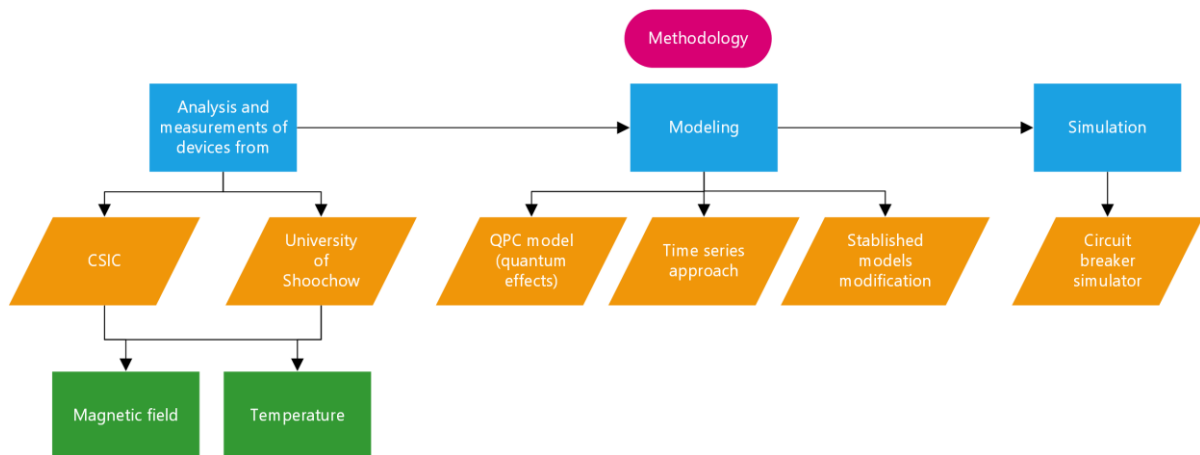 Methodology
Analysis and
measurements of
devices from
Modeling
Simulation
CSIC
University
of
Shoochow
QPC model
(quantum
effects)
Time series
approach
Stablished
models
modification
Circuit
breaker
simulator
Magnetic field
Temperature